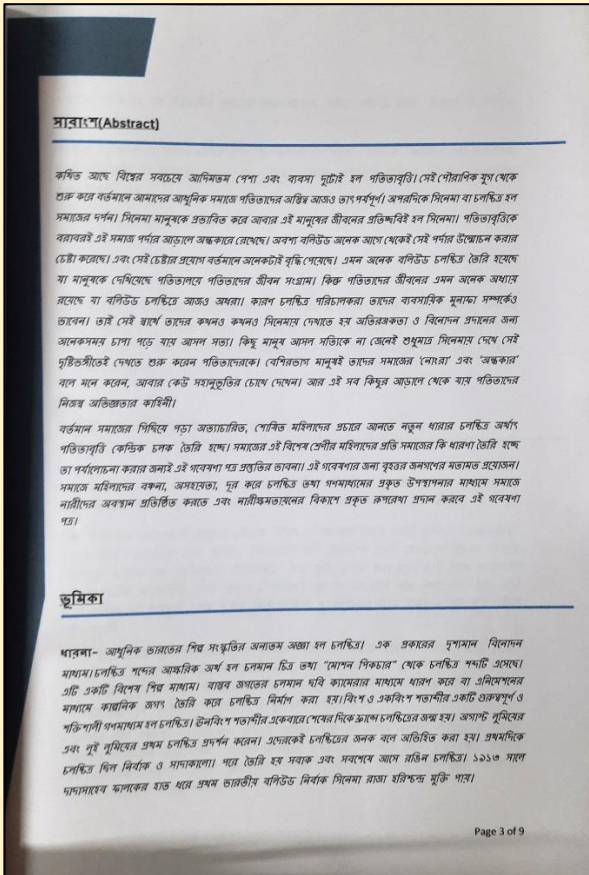 সারাংশ(Abstract)
কথিত আছে বিশ্বের সবচেয়ে আদিমতম পেশা এবং ব্যবসা দুটোই হল পতিতাবৃত্তি। সেই পৌরাণিক যুগ থেকে
শুরু করে বর্তমানে আমাদের আধুনিক সমাজে পতিতাদের অস্তিত্ব আজও তাৎপর্যপূর্ণ। অপরদিকে সিনেমা বা চলচ্চিত্র হল
সমাজের দর্পন। সিনেমা মানুষকে প্রভাবিত করে আবার এই মানুষের জীবনের প্রতিচ্ছবিই হল সিনেমা। পতিতাবৃত্তিকে
বরাবরই এই সমাজ পর্দার আড়ালে অন্ধকারে রেখেছে। অবশ্য বলিউড অনেক আগে থেকেই সেই পর্দার উন্মোচন করার
চেষ্টা করেছে। এবং সেই চেষ্টার প্রয়োগ বর্তমানে অনেকটাই বৃদ্ধি পেয়েছে। এমন অনেক বলিউড চলচ্চিত্র তৈরি হয়েছে
যা মানুষকে দেখিয়েছে পতিতালয়ে পতিতাদের জীবন সংগ্রাম। কিন্তু পতিতাদের জীবনের এমন অনেক অধ্যায়
রয়েছে যা বলিউড চলচ্চিত্রে আজও অধরা। কারণ চলচ্চিত্র পরিচালকরা তাদের ব্যবসায়িক মুনাফা সম্পর্কেও
ভাবেন। তাই সেই স্বার্থে তাদের কখনও কখনও সিনেমায় দেখাতে হয় অতিরঞ্জকতা ও বিনোদন প্রদানের জন্য
অনেকসময় চাপা পড়ে যায় আসল সত্য। কিছু মানুষ আসল সত্যিকে না জেনেই শুধুমাত্র সিনেমায় দেখে সেই
দৃষ্টিভঙ্গীতেই দেখতে শুরু করেন পতিতাদেরকে। বেশিরভাগ মানুষই তাদের সমাজের 'নোংরা' এবং 'অন্ধকার'
বলে মনে করেন, আবার কেউ সহানুভূতির চোখে দেখেন। আর এই সব কিছুর আড়ালে থেকে যায় পতিতাদের
নিজস্ব অভিজ্ঞতার কাহিনী।
বর্তমান সমাজের পিছিয়ে পড়া অত্যাচারিত, শোষিত মহিলাদের প্রচারে আনতে নতুন ধারার চলচ্চিত্র অর্থাৎ
পতিতাবৃত্তি কেন্দ্রিক চলক তৈরি হচ্ছে। সমাজের এই বিশেষ শ্রেণীর মহিলাদের প্রতি সমাজের কি ধারণা তৈরি হচ্ছে
তা পর্যালোচনা করার জন্যই এই গবেষণা পত্র প্রস্তুতির ভাবনা। এই গবেষণার জন্য বৃহত্তর জনগণের মতামত প্রয়োজন।
সমাজে মহিলাদের বঞ্চনা, অসহায়তা, দূর করে চলচ্চিত্র তথা গণমাধ্যমের প্রকৃত উপস্থাপনার মাধ্যমে সমাজে
নারীদের অবস্থান প্রতিষ্ঠিত করতে এবং নারীক্ষমতায়নের বিকাশে প্রকৃত রূপরেখা প্রদান করবে এই গবেষণা
পত্র।
ভূমিকা
ধারনা– আধুনিক ভারতের শিল্প সংস্কৃতির অন্যতম অজ্ঞা হল চলচ্চিত্র। এক প্রকারের দৃশ্যমান বিনোদন
মাধ্যম। চলচ্চিত্র শব্দের আক্ষরিক অর্থ হল চলমান চিত্র তথা "মোশন পিকচার" থেকে চলচ্চিত্র শব্দটি এসেছে।
এটি একটি বিশেষ শিল্প মাধ্যম। বাস্তব জগতের চলমান ছবি ক্যামেরার মাধ্যমে ধারণ করে বা এনিমেশনের
মাধ্যমে কাল্পনিক জগৎ তৈরি করে চলচ্চিত্র নির্মাণ করা হয়। বিংশ ও একবিংশ শতাব্দীর একটি গুরুত্বপূর্ণ ও
শক্তিশালী গণমাধ্যম হল চলচ্চিত্র। ঊনবিংশ শতাব্দীর একেবারে শেষের দিকে ফ্রান্সে চলচ্চিত্রের জন্ম হয়। অগাস্ট লুমিয়ের
এবং লুই লুমিয়ের প্রথম চলচ্চিত্র প্রদর্শন করেন। এদেরকেই চলচ্চিত্রের জনক বলে অভিহিত করা হয়। প্রথমদিকে
চলচ্চিত্র ছিল নির্বাক ও সাদাকালো। পরে তৈরি হয় সবাক এবং সবশেষে আসে রঙিন চলচ্চিত্র। ১৯১৩ সালে
দাদাসাহেব ফালকের হাত ধরে প্রথম ভারতীয় বলিউড নির্বাক সিনেমা রাজা হরিশ্চন্দ্র মুক্তি পায়।
Page 3 of 9